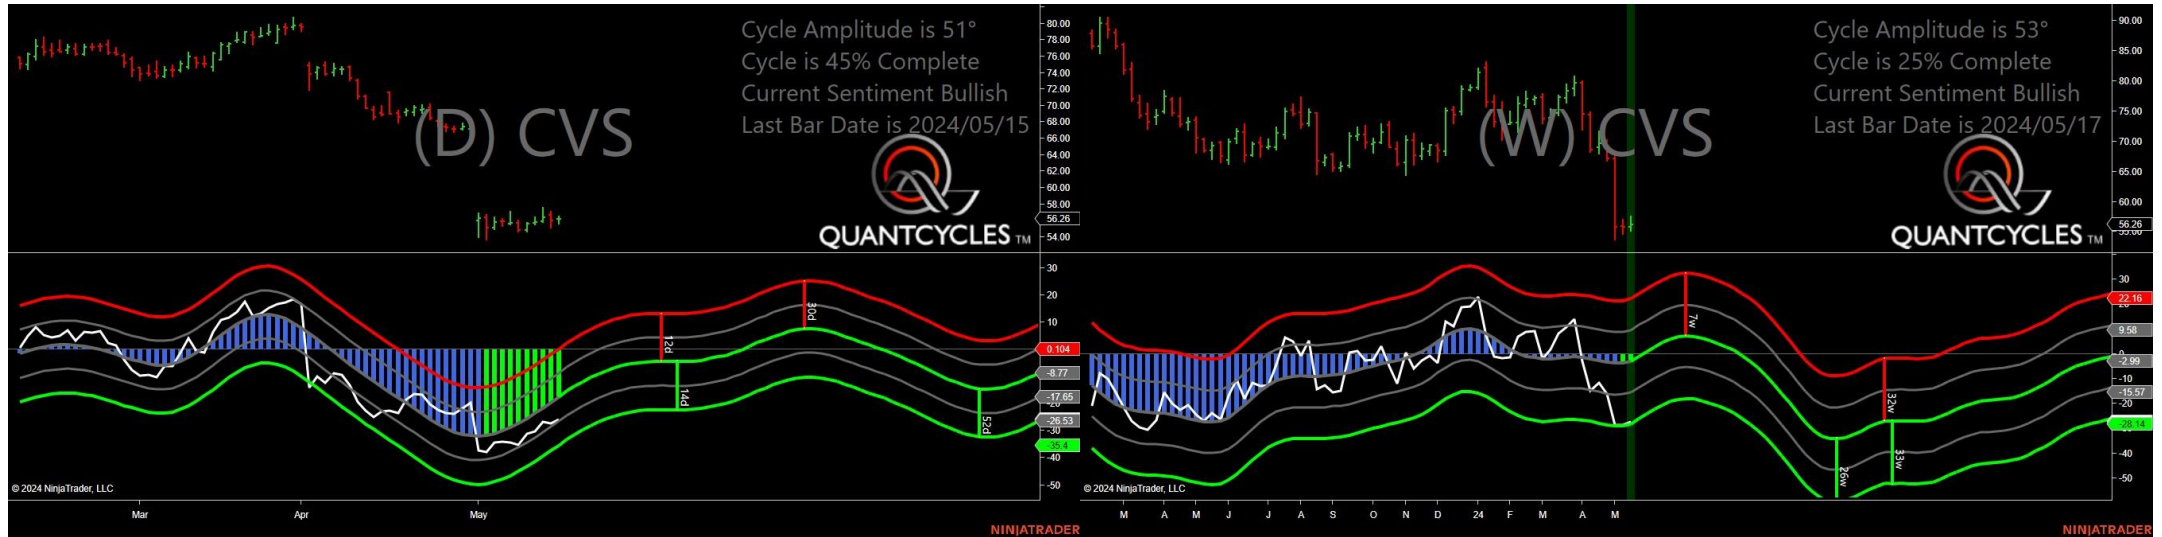 Cycle Amplitude is 51°
Cycle is 45% Complete
Current Sentiment Bullish
Last Bar Date is 2024/05/15
(D) CVS
QUANTCYCLES TM
80.00
78.00
76.00
74.00
72.00
70.00
68.00
66.00
64.00
62.00
60.00
58.00
56.26
54.00
30
20
10
0.104
-8.77
-17.65
-26.53
-30
-35.4
-40
-50
12d
14d
30d
52d
© 2024 NinjaTrader, LLC
Mar Apr May
NINJATRADER
Cycle Amplitude is 53°
Cycle is 25% Complete
Current Sentiment Bullish
Last Bar Date is 2024/05/17
(W) CVS
QUANTCYCLES TM
90.00
85.00
80.00
75.00
70.00
65.00
60.00
56.26
55.00
30
22.16
9.58
-2.99
-10
-15.57
-28.14
-40
-50
7w
26w
32w
33w
© 2024 NinjaTrader, LLC
M A M J J A S O N D 24 F M A M
NINJATRADER